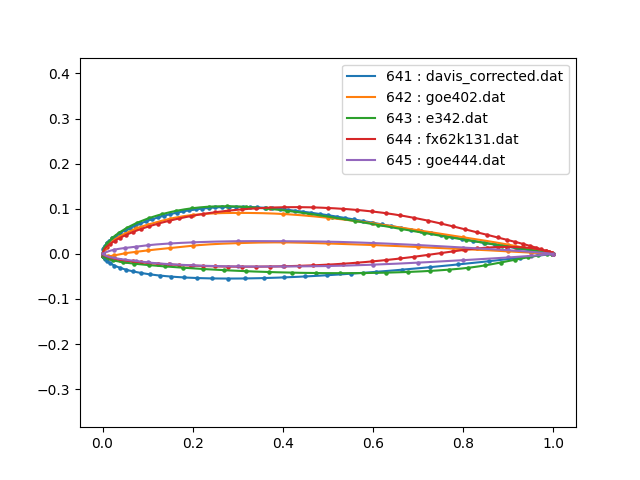 641 : davis_corrected.dat
642 : goe402.dat
643 : e342.dat
644 : fx62k131.dat
645 : goe444.dat
0.4
0.3
0.2
0.1
0.0
−0.1
−0.2
−0.3
0.0 0.2 0.4 0.6 0.8 1.0